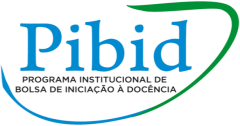 Pibid
PROGRAMA INSTITUCIONAL DE
BOLSA DE INICIAÇÃO À DOCÊNCIA